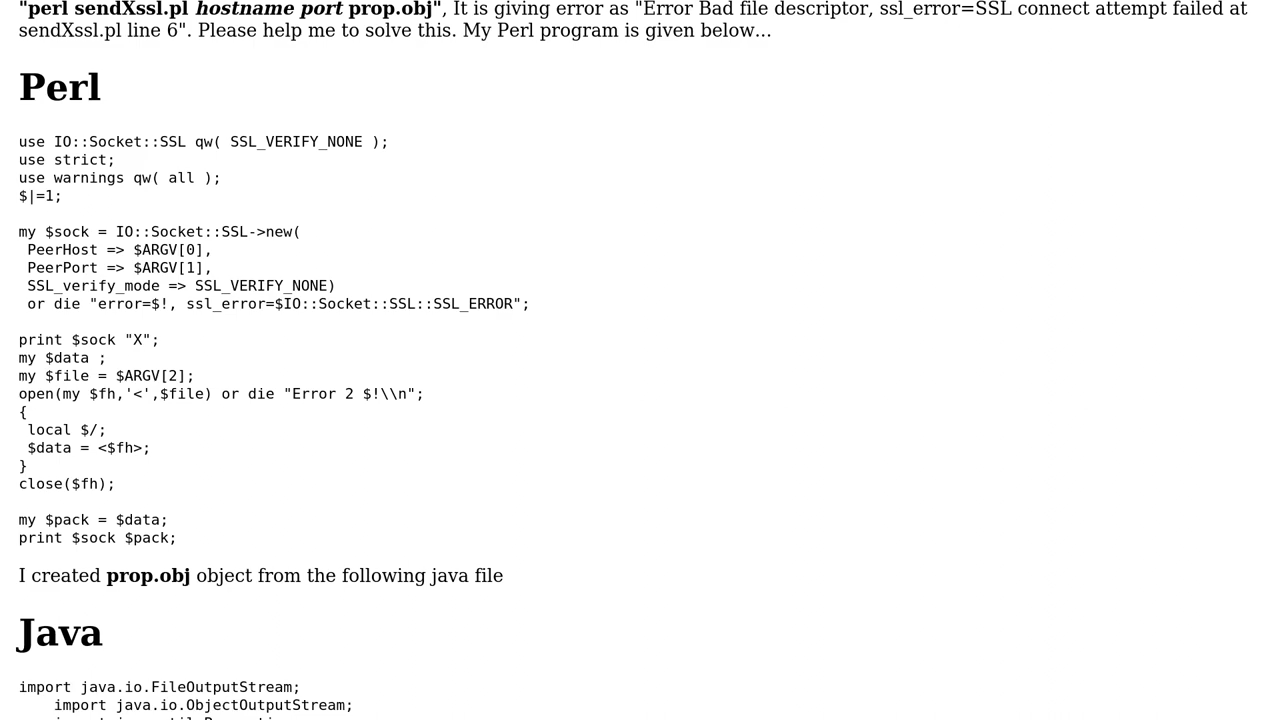 "perl sendXssl.pl hostname port prop.obj", It is giving error as "Error Bad file descriptor, ssl_error=SSL connect attempt failed at
sendXssl.pl line 6". Please help me to solve this. My Perl program is given below...
Perl
use IO::Socket::SSL qw( SSL_VERIFY_NONE );
use strict;
use warnings qw( all );
$|=1;
my $sock = IO::Socket::SSL->new(
 PeerHost => $ARGV[0],
 PeerPort => $ARGV[1],
 SSL_verify_mode => SSL_VERIFY_NONE)
 or die "error=$!, ssl_error=$IO::Socket::SSL::SSL_ERROR";
print $sock "X";
my $data ;
my $file = $ARGV[2];
open(my $fh,'<',$file) or die "Error 2 $!\\n";
{
 local $/;
 $data = <$fh>;
}
close($fh);
my $pack = $data;
print $sock $pack;
I created prop.obj object from the following java file
Java
import java.io.FileOutputStream;
    import java.io.ObjectOutputStream;